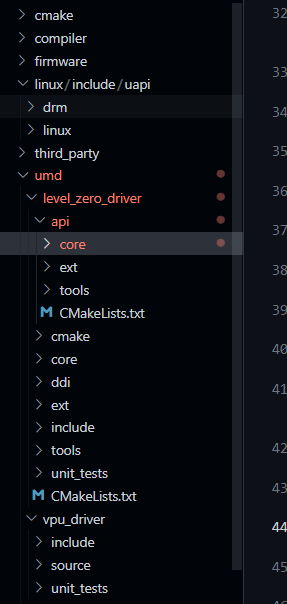 cmake
compiler
firmware
linux/include/uapi
drm
linux
third_party
umd
level_zero_driver
api
core
ext
tools
CMakeLists.txt
cmake
core
ddi
ext
include
tools
unit_tests
CMakeLists.txt
vpu_driver
include
source
unit_tests
32
33
34
35
36
37
38
39
40
41
42
43
44
45
46